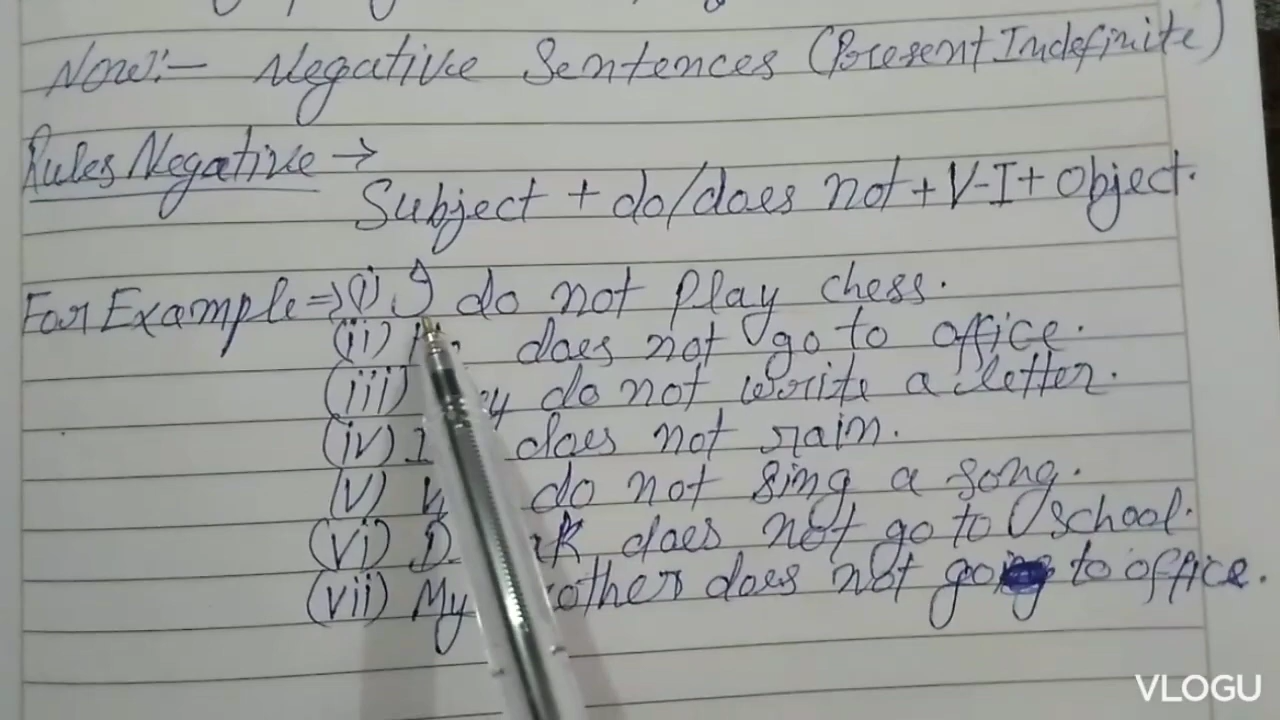 Now:- Negative Sentences (Present Indefinite)
Rules Negative →
Subject + do/does not + V-I + Object.
For Example ⇒ (i) I do not play chess.
(ii) does not go to office.
(iii) do not write a letter.
(iv) does not rain.
(v) do not sing a song.
(vi) does not go to school.
(vii) My does not go to office.
VLOGU